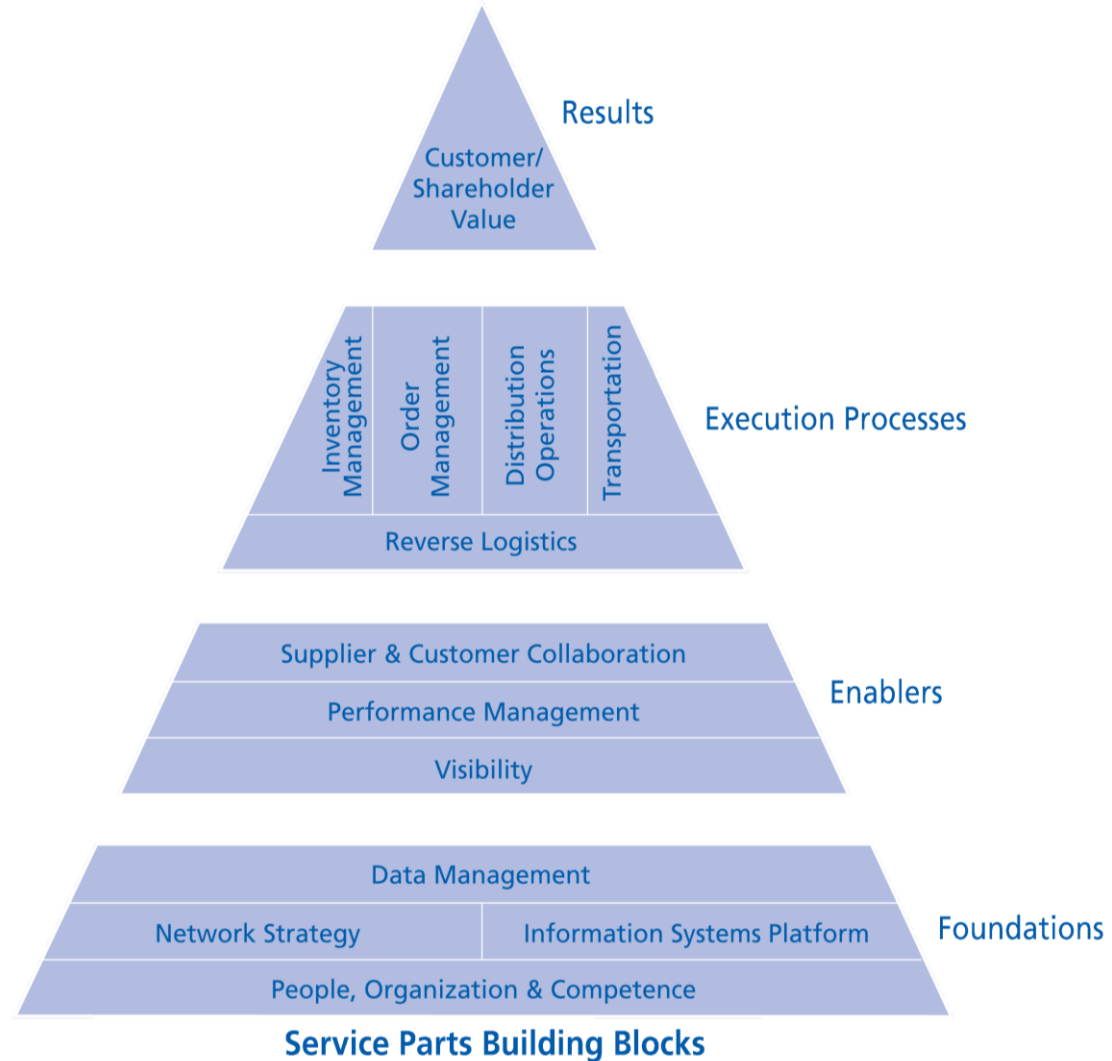 Results
Customer/
Shareholder
Value
Inventory
Management
Order
Management
Distribution
Operations
Transportation
Execution Processes
Reverse Logistics
Supplier & Customer Collaboration
Enablers
Performance Management
Visibility
Data Management
Network Strategy
Information Systems Platform
Foundations
People, Organization & Competence
Service Parts Building Blocks